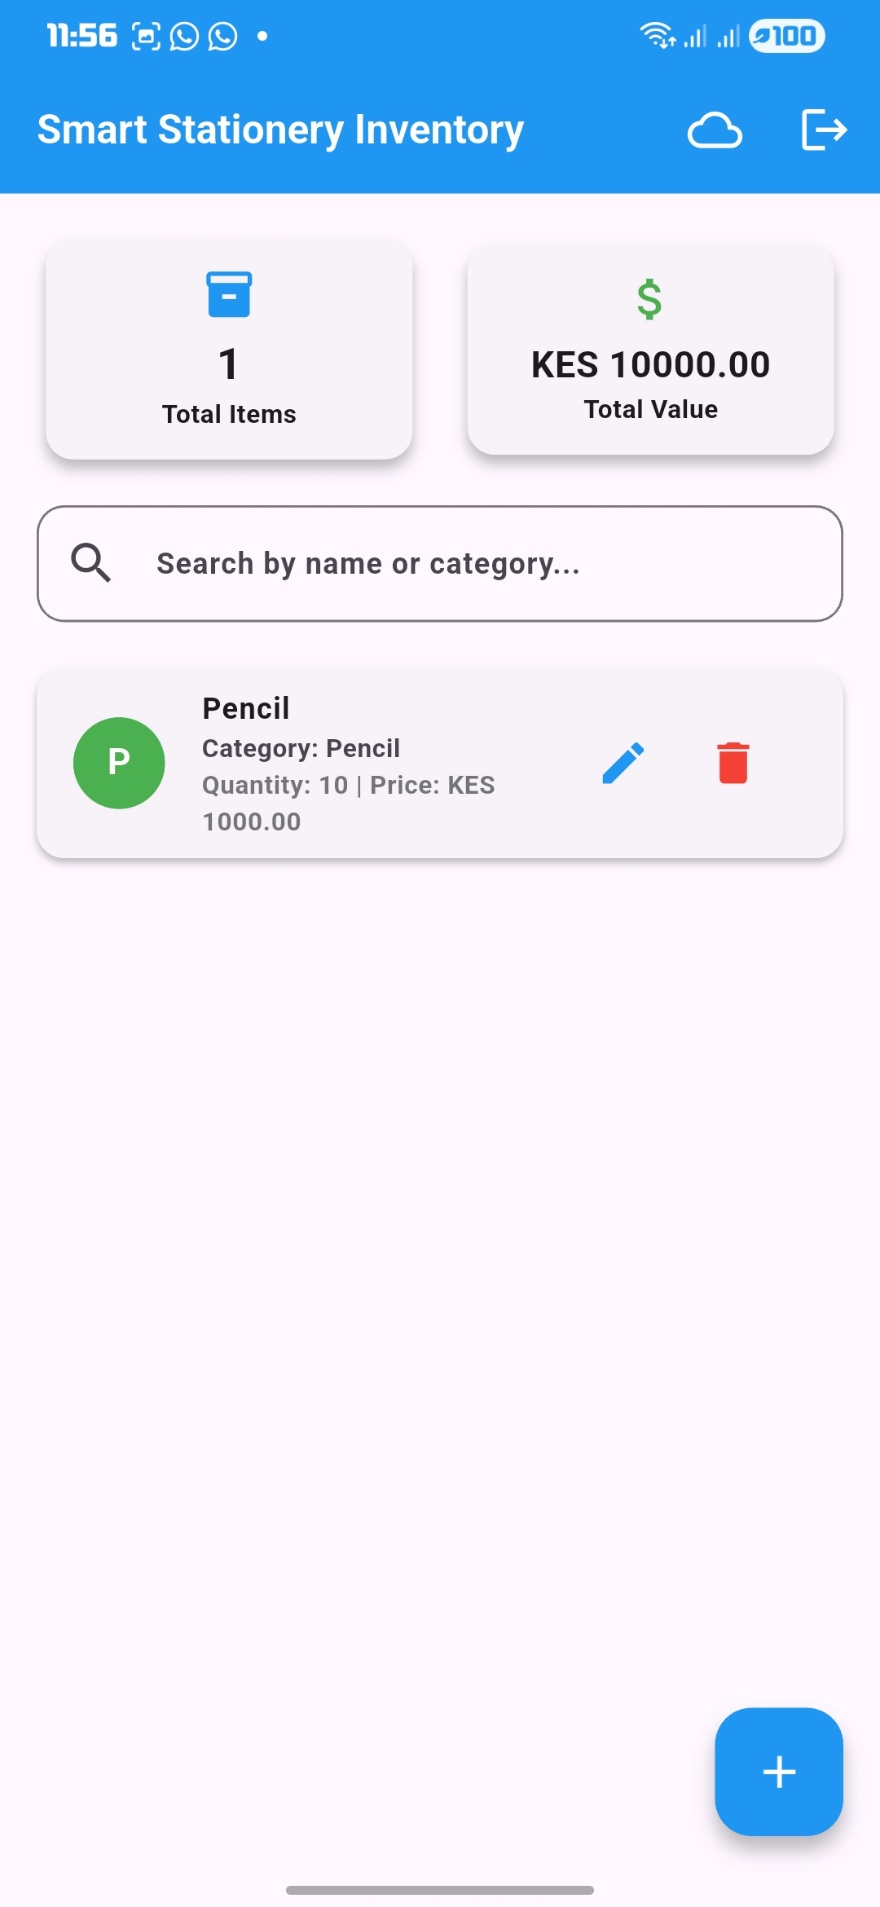 11:56
100
Smart Stationery Inventory
1
Total Items
$
KES 10000.00
Total Value
Search by name or category...
P
Pencil
Category: Pencil
Quantity: 10 | Price: KES
1000.00
+